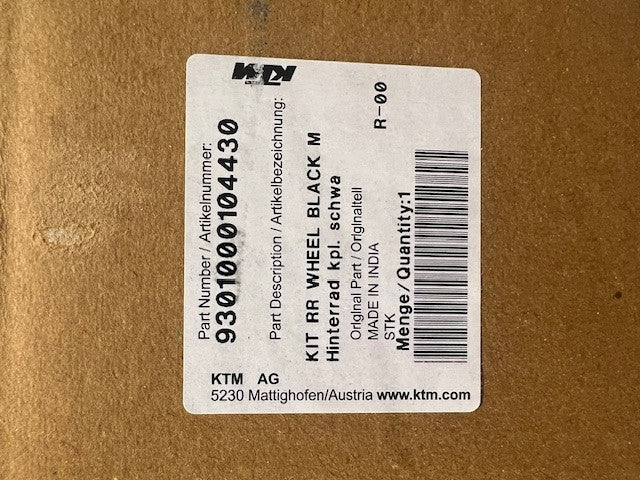 KTM
Part Number / Artikelnummer:
9301000104430
Part Description / Artikelbezeichnung:
KIT RR WHEEL BLACK M
Hinterrad kpl. schwa
R-00
Original Part / Originalteil
MADE IN INDIA
STK
Menge/Quantity:1
KTM AG
5230 Mattighofen/Austria www.ktm.com